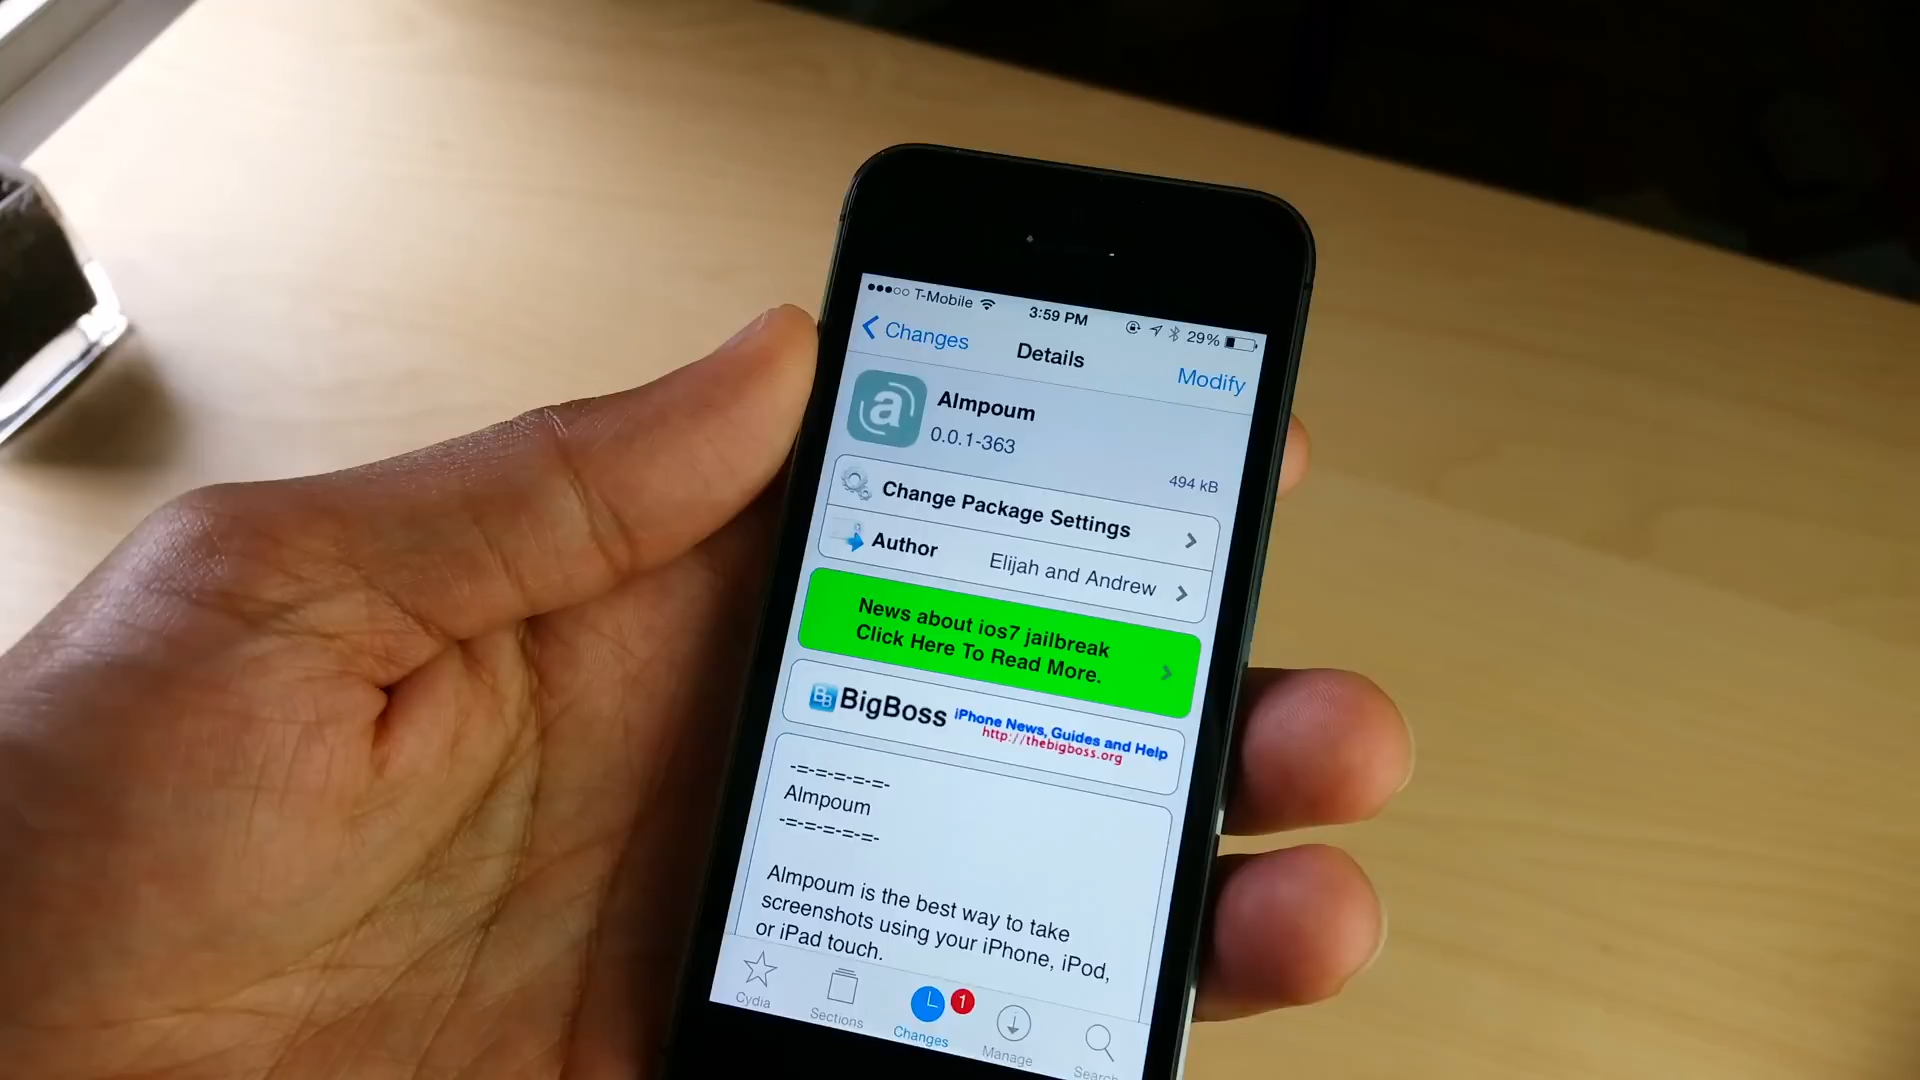 T-Mobile 3:59 PM 29%
Changes Details Modify
a
Almpoum
0.0.1-363
494 kB
Change Package Settings
Author Elijah and Andrew
News about ios7 jailbreak
Click Here To Read More.
BB BigBoss iPhone News, Guides and Help
http://thebigboss.org
-=-=-=-=-=-
Almpoum
-=-=-=-=-=-
Almpoum is the best way to take
screenshots using your iPhone, iPod,
or iPad touch.
Cydia Sections Changes 1 Manage Search